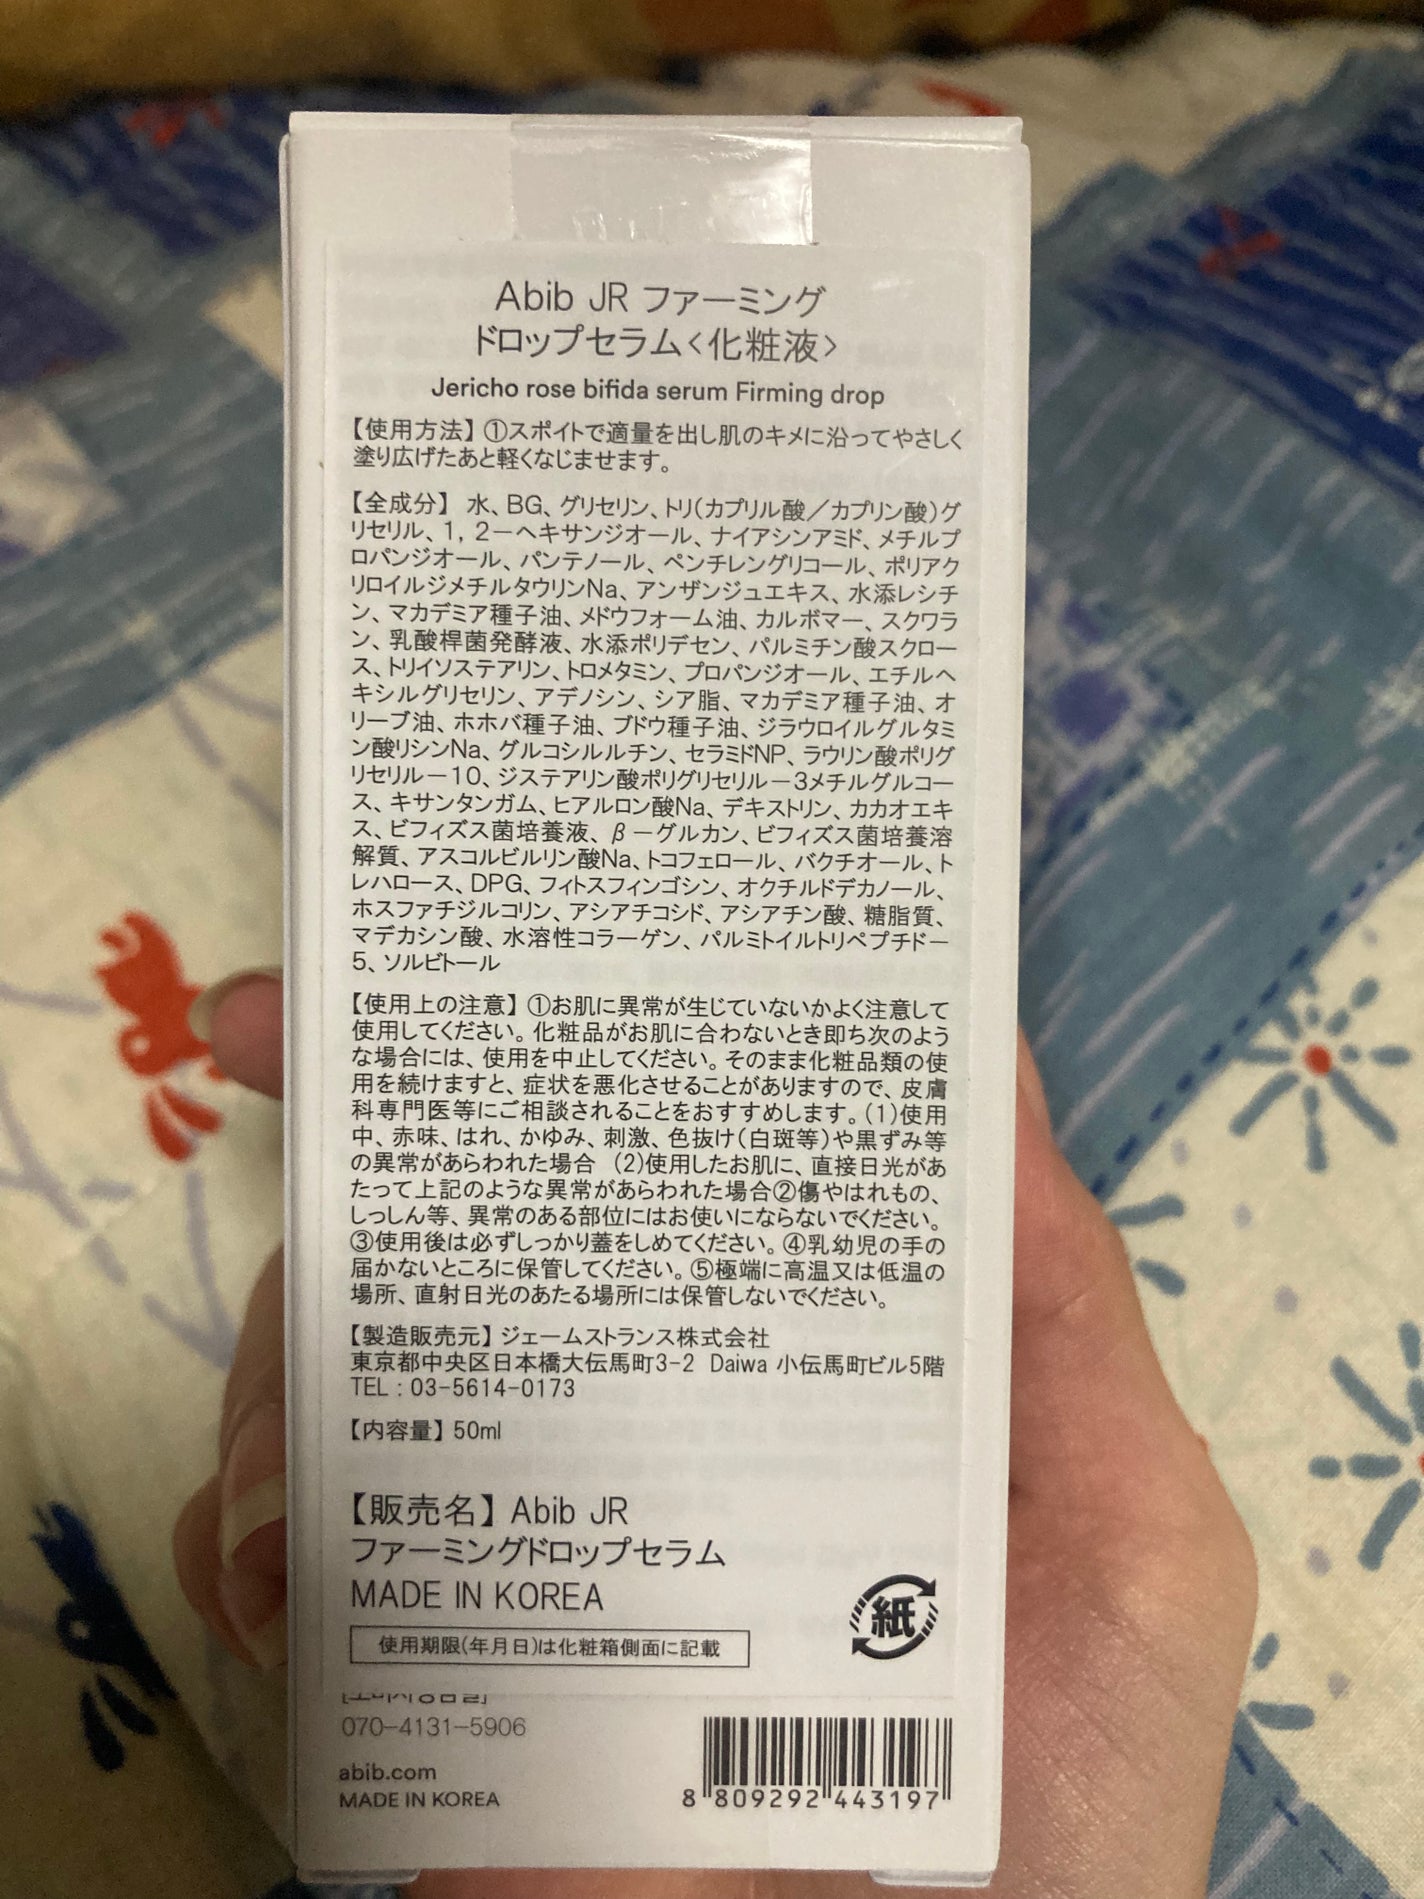 Abib JR ファーミング
ドロップセラム<化粧液>
Jericho rose bifida serum Firming drop
【使用方法】①スポイトで適量を出し肌のキメに沿ってやさしく
塗り広げたあと軽くなじませます。
【全成分】 水、BG、グリセリン、トリ(カプリル酸／カプリン酸)グ
リセリル、1,2－ヘキサンジオール、ナイアシンアミド、メチルプ
ロパンジオール、パンテノール、ペンチレングリコール、ポリアク
リロイルジメチルタウリンNa、アンザンジュエキス、水添レシチ
ン、マカデミア種子油、メドウフォーム油、カルボマー、スクワラ
ン、乳酸桿菌発酵液、水添ポリデセン、パルミチン酸スクロー
ス、トリイソステアリン、トロメタミン、プロパンジオール、エチルヘ
キシルグリセリン、アデノシン、シア脂、マカデミア種子油、オ
リーブ油、ホホバ種子油、ブドウ種子油、ジラウロイルグルタミ
ン酸リシンNa、グルコシルルチン、セラミドNP、ラウリン酸ポリグ
リセリル－10、ジステアリン酸ポリグリセリル－3メチルグルコー
ス、キサンタンガム、ヒアルロン酸Na、デキストリン、カカオエキ
ス、ビフィズス菌培養液、β－グルカン、ビフィズス菌培養溶
解質、アスコルビルリン酸Na、トコフェロール、バクチオール、ト
レハロース、DPG、フィトスフィンゴシン、オクチルドデカノール、
ホスファチジルコリン、アシアチコシド、アシアチン酸、糖脂質、
マデカシン酸、水溶性コラーゲン、パルミトイルトリペプチド－
5、ソルビトール
【使用上の注意】①お肌に異常が生じていないかよく注意して
使用してください。化粧品がお肌に合わないとき即ち次のよう
な場合には、使用を中止してください。そのまま化粧品類の使
用を続けますと、症状を悪化させることがありますので、皮膚
科専門医等にご相談されることをおすすめします。(1)使用
中、赤味、はれ、かゆみ、刺激、色抜け(白斑等)や黒ずみ等
の異常があらわれた場合 (2)使用したお肌に、直接日光があ
たって上記のような異常があらわれた場合②傷やはれもの、
しっしん等、異常のある部位にはお使いにならないでください。
③使用後は必ずしっかり蓋をしめてください。④乳幼児の手の
届かないところに保管してください。⑤極端に高温又は低温の
場所、直射日光のあたる場所には保管しないでください。
【製造販売元】ジェームストランス株式会社
東京都中央区日本橋大伝馬町3-2 Daiwa 小伝馬町ビル5階
TEL : 03-5614-0173
【内容量】50ml
【販売名】Abib JR
ファーミングドロップセラム
MADE IN KOREA
紙
使用期限(年月日)は化粧箱側面に記載
070-4131-5906
abib.com
MADE IN KOREA
8 809292 443197